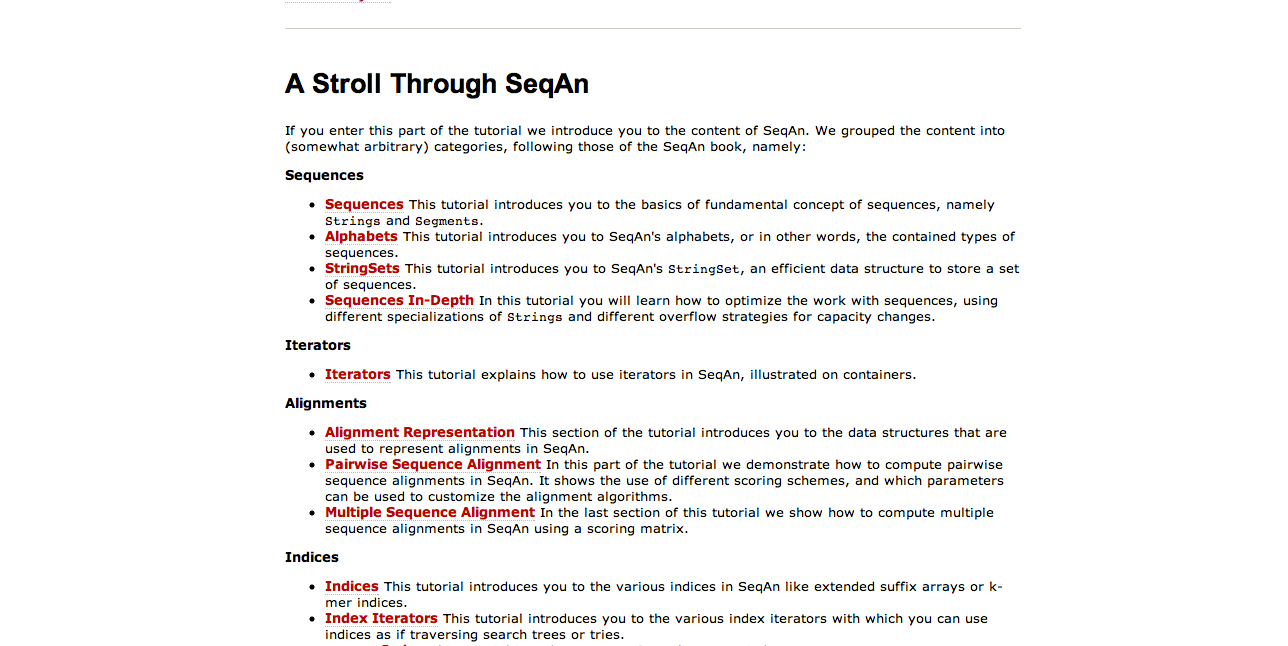 A Stroll Through SeqAn
If you enter this part of the tutorial we introduce you to the content of SeqAn. We grouped the content into
(somewhat arbitrary) categories, following those of the SeqAn book, namely:
Sequences
Sequences This tutorial introduces you to the basics of fundamental concept of sequences, namely
Strings and Segments.
Alphabets This tutorial introduces you to SeqAn's alphabets, or in other words, the contained types of
sequences.
StringSets This tutorial introduces you to SeqAn's StringSet, an efficient data structure to store a set
of sequences.
Sequences In-Depth In this tutorial you will learn how to optimize the work with sequences, using
different specializations of Strings and different overflow strategies for capacity changes.
Iterators
Iterators This tutorial explains how to use iterators in SeqAn, illustrated on containers.
Alignments
Alignment Representation This section of the tutorial introduces you to the data structures that are
used to represent alignments in SeqAn.
Pairwise Sequence Alignment In this part of the tutorial we demonstrate how to compute pairwise
sequence alignments in SeqAn. It shows the use of different scoring schemes, and which parameters
can be used to customize the alignment algorithms.
Multiple Sequence Alignment In the last section of this tutorial we show how to compute multiple
sequence alignments in SeqAn using a scoring matrix.
Indices
Indices This tutorial introduces you to the various indices in SeqAn like extended suffix arrays or k-
mer indices.
Index Iterators This tutorial introduces you to the various index iterators with which you can use
indices as if traversing search trees or tries.